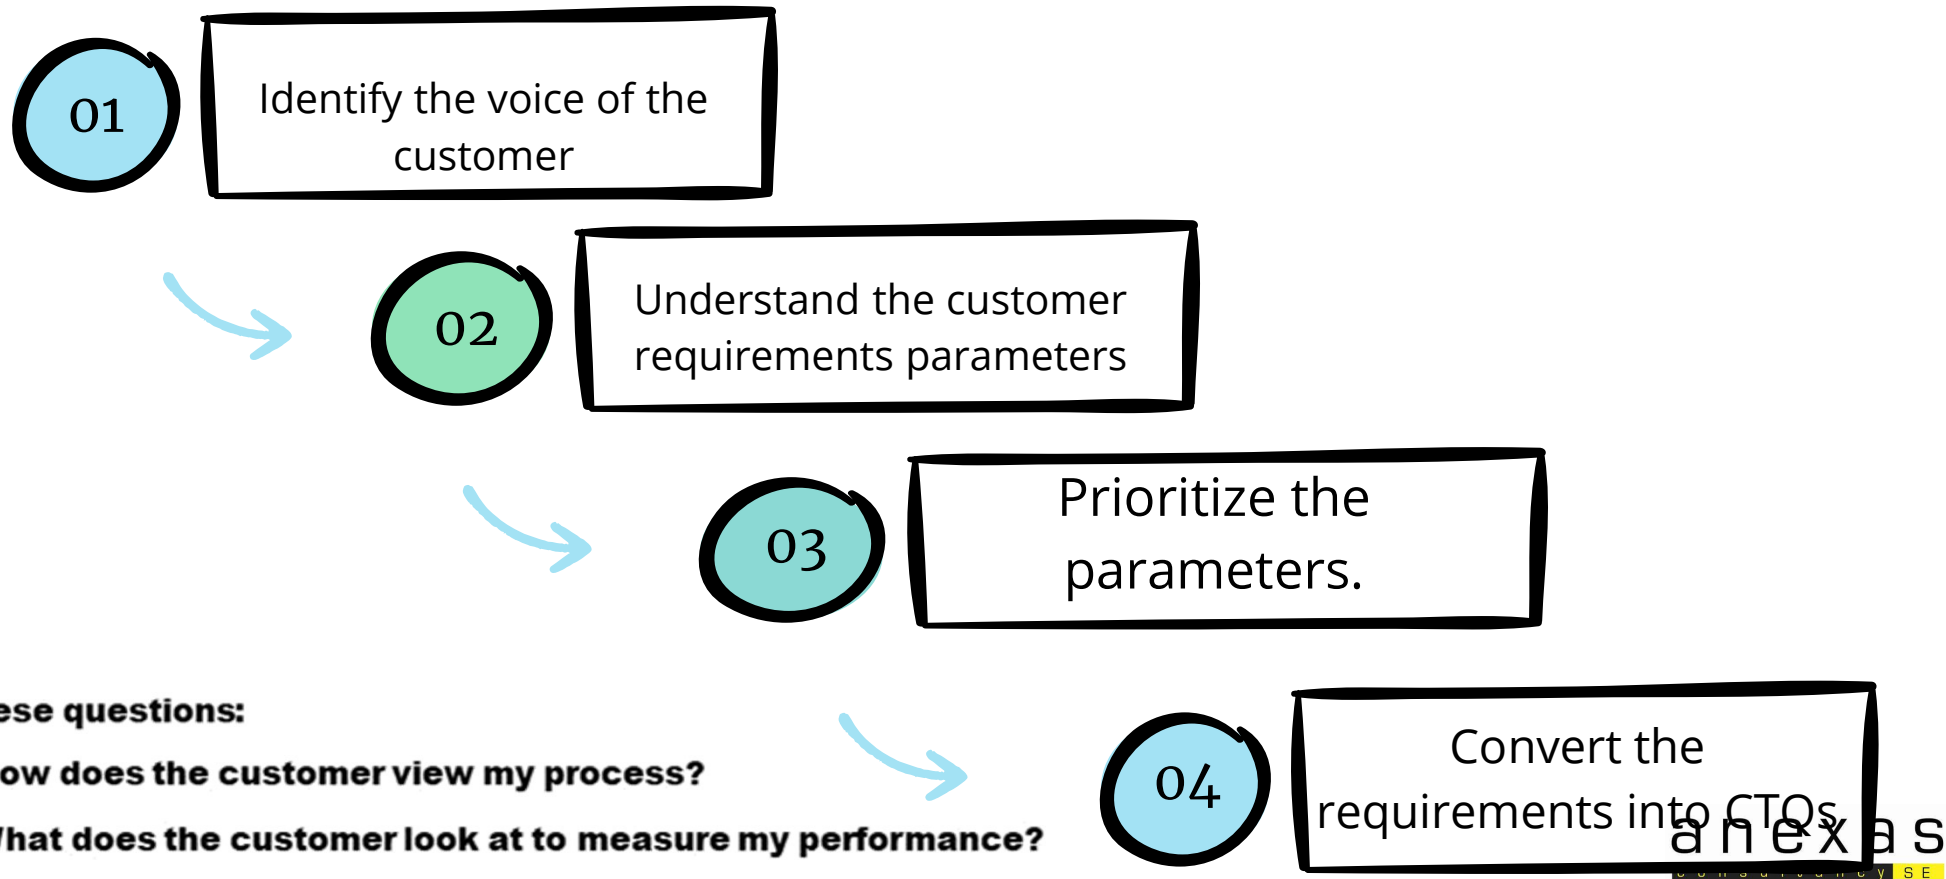 01
Identify the voice of the
customer
02
Understand the customer
requirements parameters
03
Prioritize the
parameters.
ese questions:
ow does the customer view my process?
hat does the customer look at to measure my performance?
04
Convert the
requirements into CTQs
anexas
consultancy SE